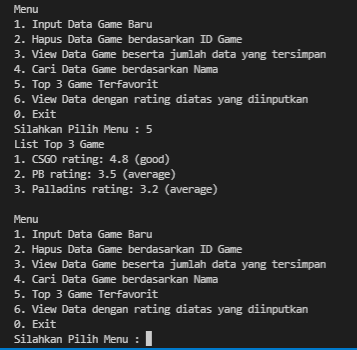 Menu
1. Input Data Game Baru
2. Hapus Data Game berdasarkan ID Game
3. View Data Game beserta jumlah data yang tersimpan
4. Cari Data Game berdasarkan Nama
5. Top 3 Game Terfavorit
6. View Data dengan rating diatas yang diinputkan
0. Exit
Silahkan Pilih Menu : 5
List Top 3 Game
1. CSGO rating: 4.8 (good)
2. PB rating: 3.5 (average)
3. Palladins rating: 3.2 (average)
Menu
1. Input Data Game Baru
2. Hapus Data Game berdasarkan ID Game
3. View Data Game beserta jumlah data yang tersimpan
4. Cari Data Game berdasarkan Nama
5. Top 3 Game Terfavorit
6. View Data dengan rating diatas yang diinputkan
0. Exit
Silahkan Pilih Menu :